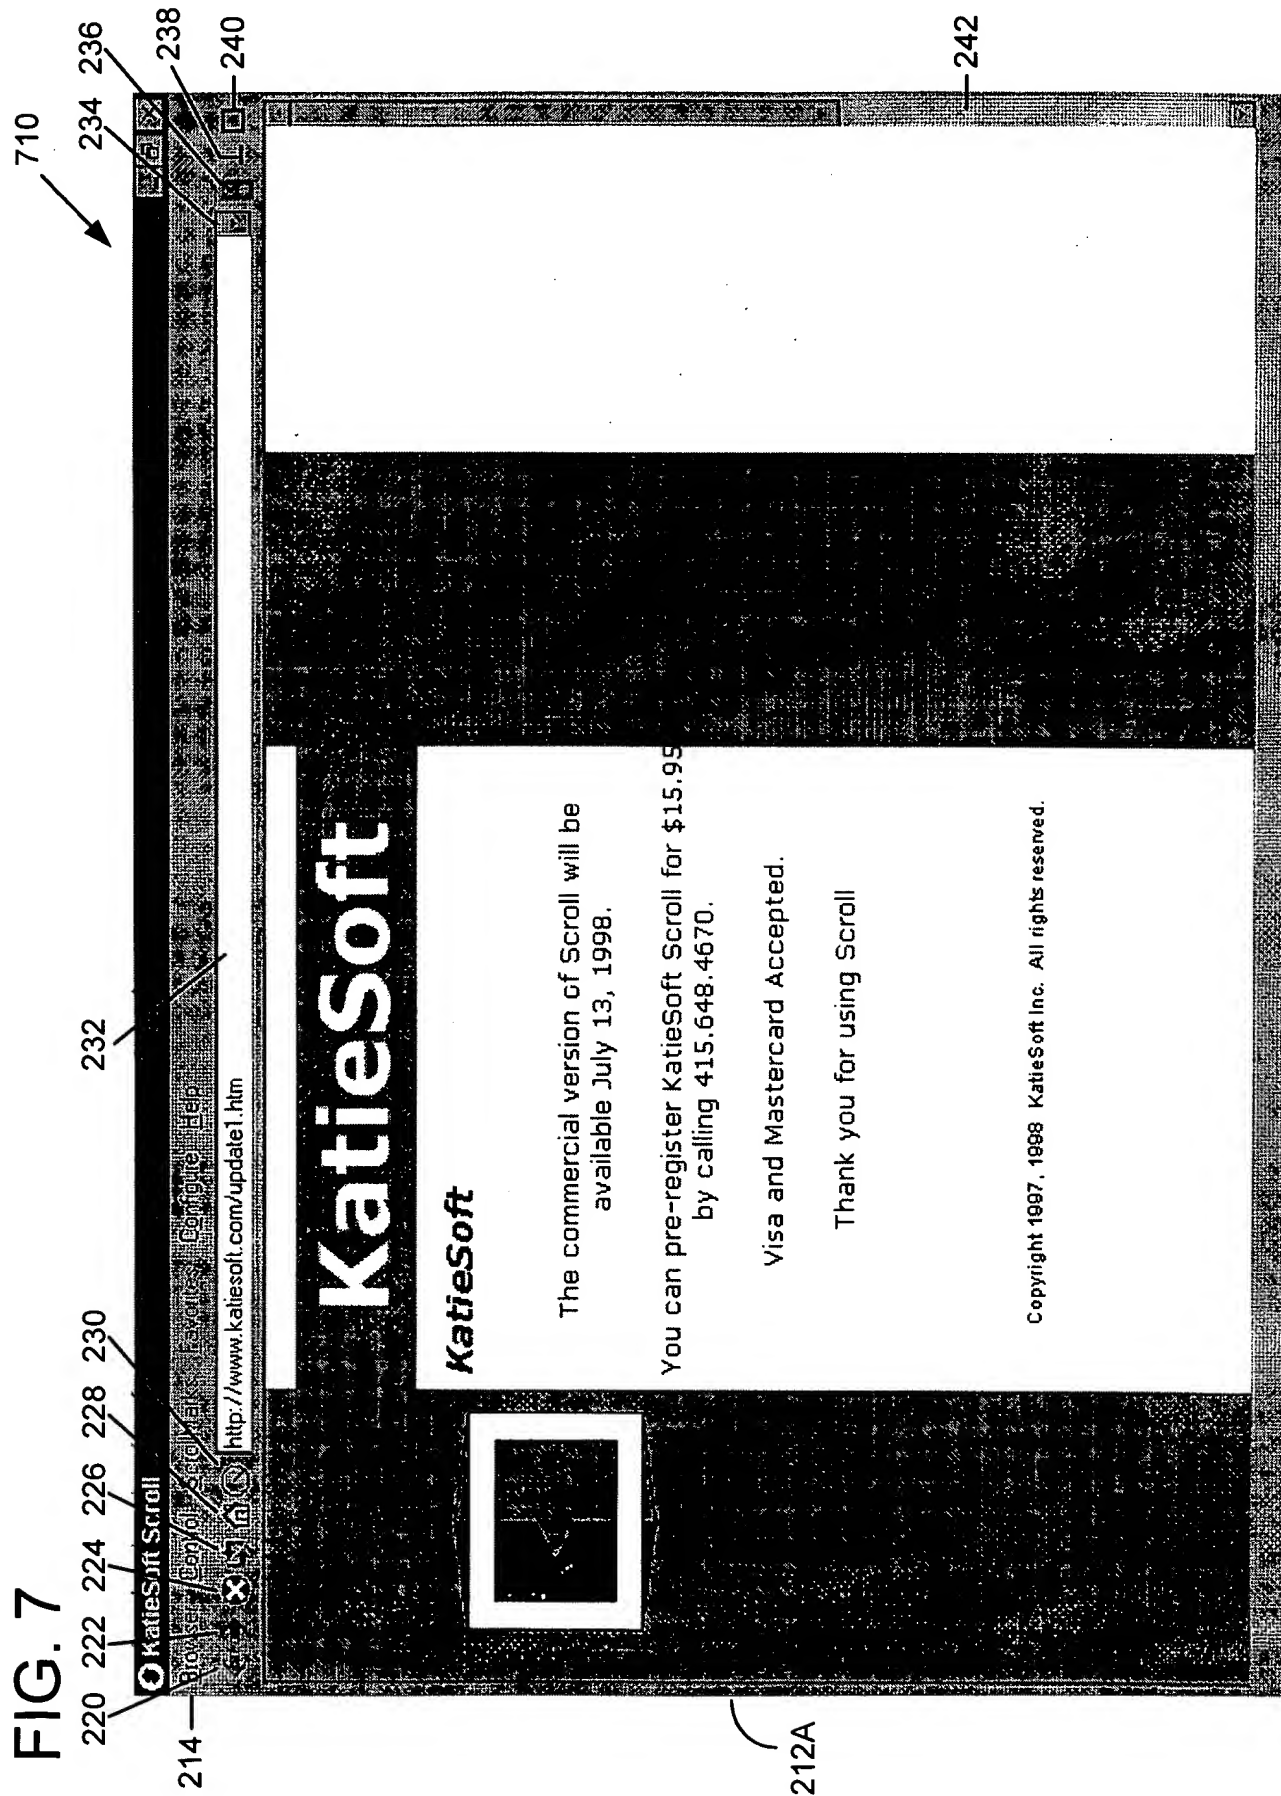 FIG. 7
710
220
222
224
226
228
230
232
234
236
238
240
214
KatieSoft Scroll
Browser Control Scrollmarks Favorites Configure Help
http://www.katiesoft.com/update1.htm
242
212A
KatieSoft
KatieSoft
The commercial version of Scroll will be
available July 13, 1998.
You can pre-register KatieSoft Scroll for $15.95
by calling 415.648.4670.
Visa and Mastercard Accepted.
Thank you for using Scroll
Copyright 1997, 1998 KatieSoft Inc. All rights reserved.